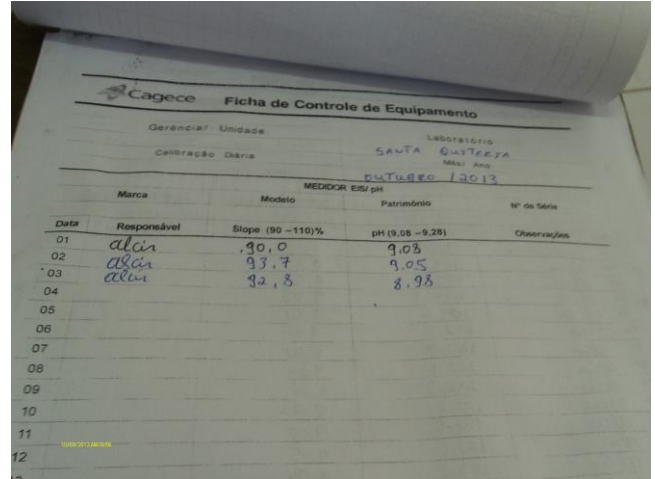 Cagece Ficha de Controle de Equipamento
Gerência/ Unidade Laboratório
Calibração Diária SANTA QUITERIA
Mês/ Ano
OUTUBRO / 2013
MEDIDOR EIS/ pH
Marca Modelo Patrimônio Nº de Série
Data Responsável Slope (90 –110)% pH (9,08 –9,28) Observações
01 alcir 90,0 9,08
02 alcir 93,7 9,05
03 alcir 92,8 8,98
04
05
06
07
08
09
10
11
12